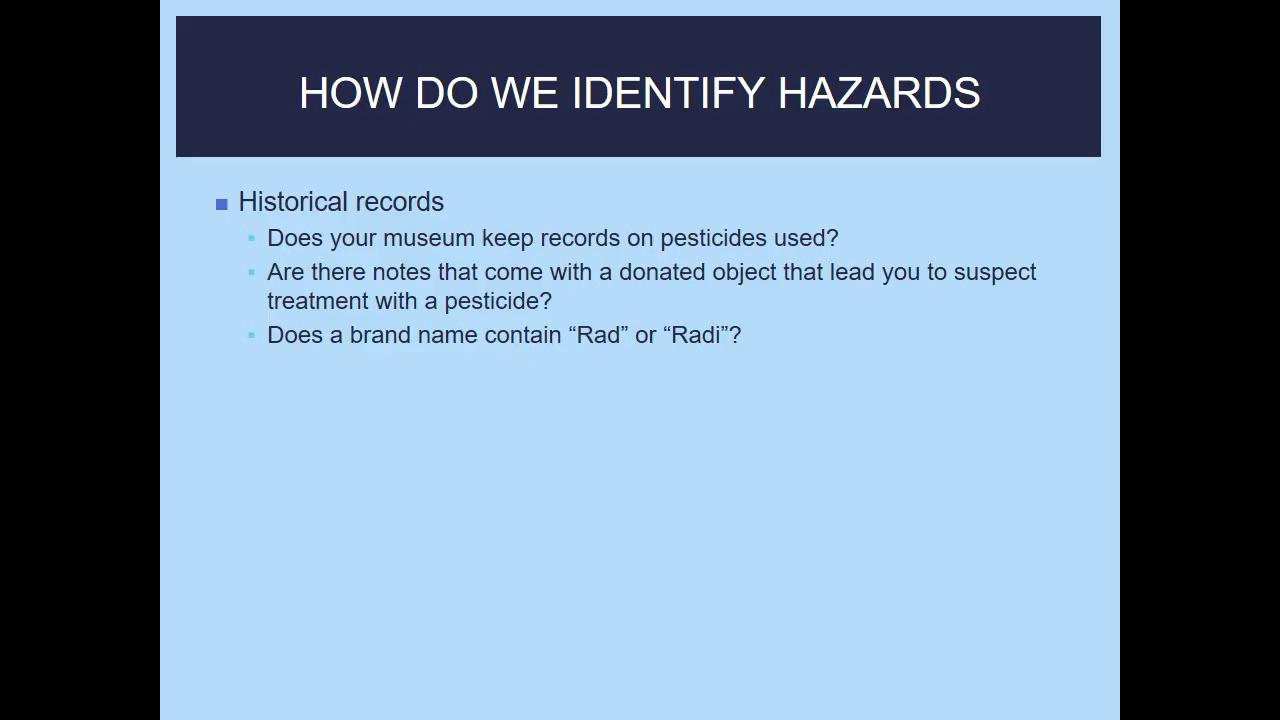 HOW DO WE IDENTIFY HAZARDS
Historical records
Does your museum keep records on pesticides used?
Are there notes that come with a donated object that lead you to suspect
treatment with a pesticide?
Does a brand name contain “Rad” or “Radi”?